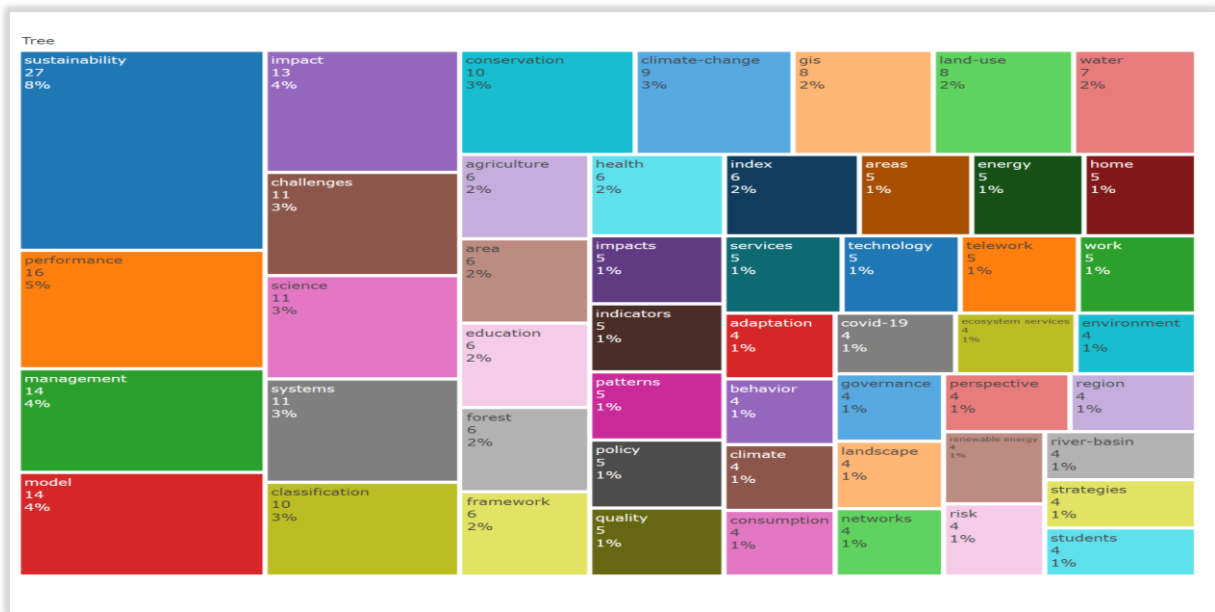 Tree
sustainability
27
8%
performance
16
5%
management
14
4%
model
14
4%
impact
13
4%
challenges
11
3%
science
11
3%
systems
11
3%
classification
10
3%
conservation
10
3%
climate-change
9
3%
gis
8
2%
land-use
8
2%
water
7
2%
agriculture
6
2%
area
6
2%
education
6
2%
forest
6
2%
framework
6
2%
health
6
2%
index
6
2%
areas
5
1%
energy
5
1%
home
5
1%
impacts
5
1%
indicators
5
1%
patterns
5
1%
policy
5
1%
quality
5
1%
services
5
1%
technology
5
1%
telework
5
1%
work
5
1%
adaptation
4
1%
behavior
4
1%
climate
4
1%
consumption
4
1%
covid-19
4
1%
ecosystem services
4
1%
environment
4
1%
governance
4
1%
landscape
4
1%
networks
4
1%
perspective
4
1%
region
4
1%
renewable energy
4
1%
risk
4
1%
river-basin
4
1%
strategies
4
1%
students
4
1%